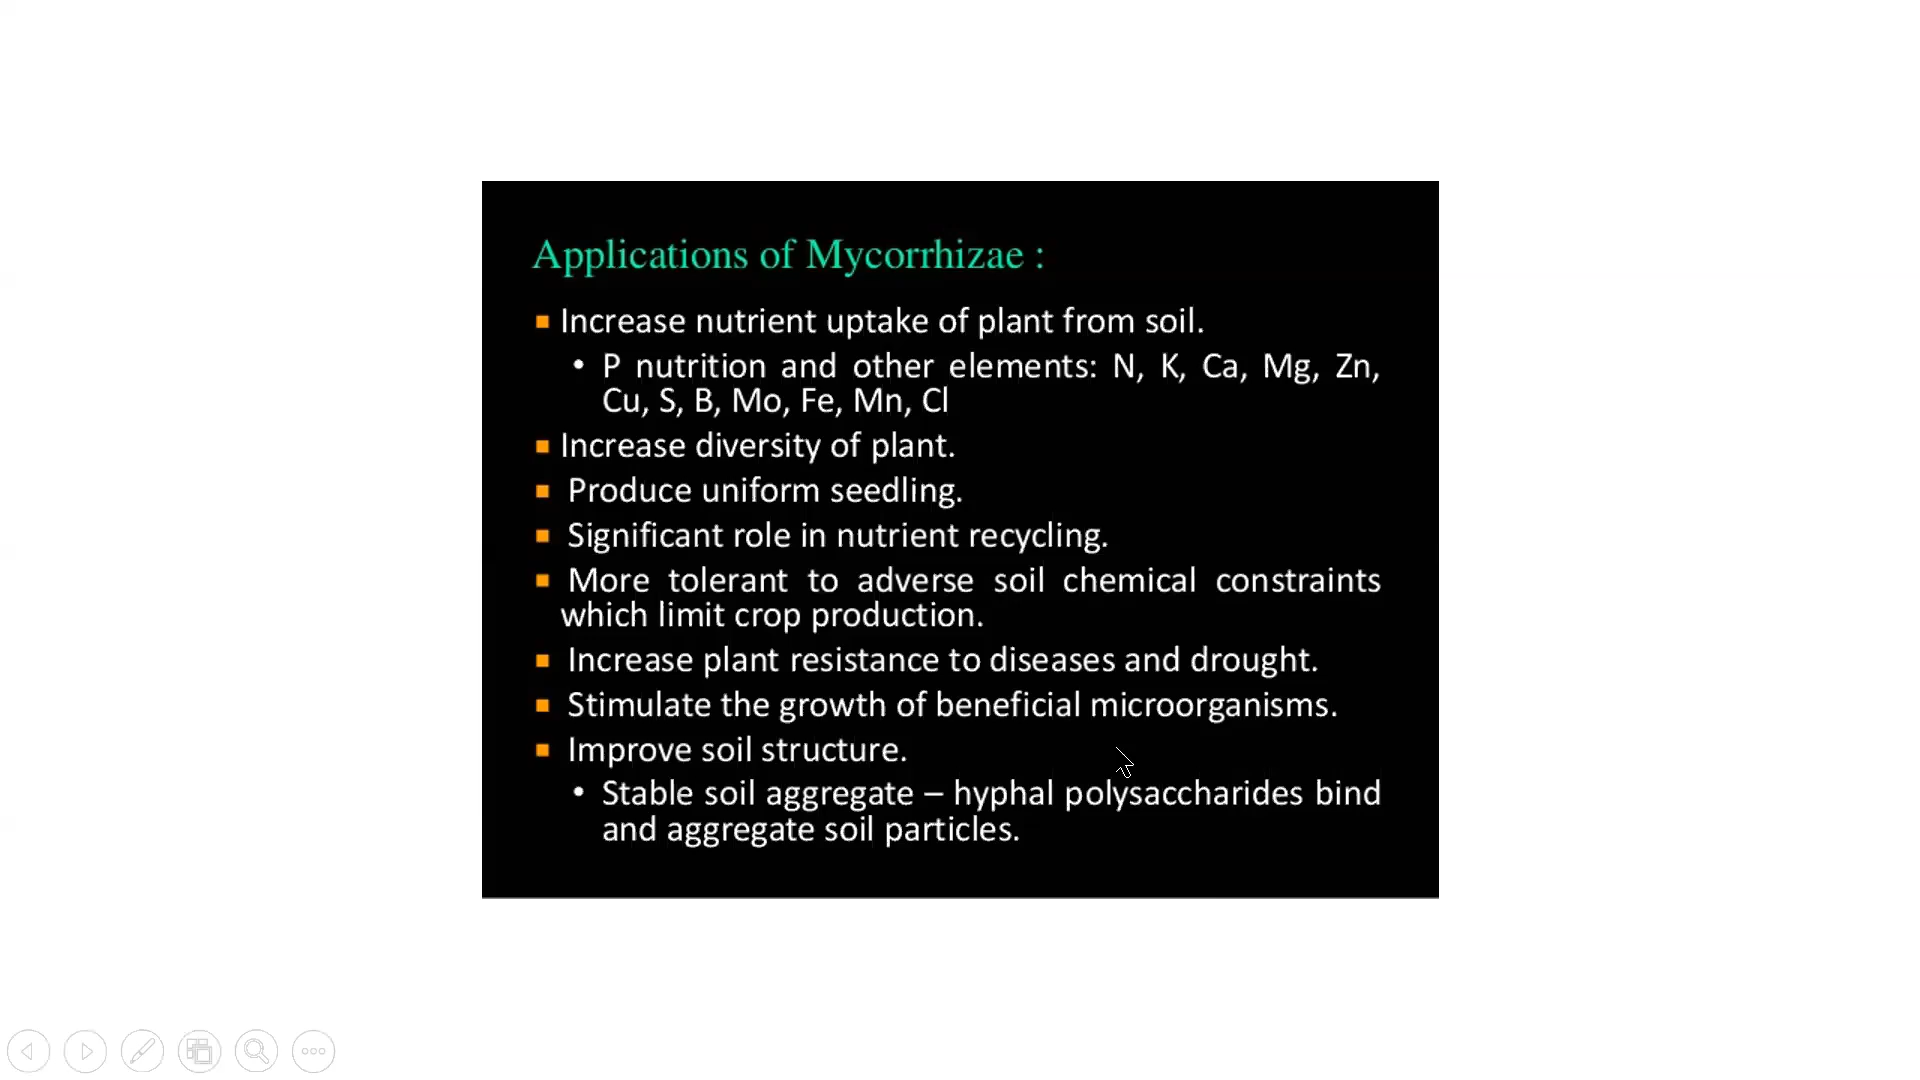 Applications of Mycorrhizae :
▪ Increase nutrient uptake of plant from soil.
• P nutrition and other elements: N, K, Ca, Mg, Zn,
Cu, S, B, Mo, Fe, Mn, Cl
▪ Increase diversity of plant.
▪ Produce uniform seedling.
▪ Significant role in nutrient recycling.
▪ More tolerant to adverse soil chemical constraints
which limit crop production.
▪ Increase plant resistance to diseases and drought.
▪ Stimulate the growth of beneficial microorganisms.
▪ Improve soil structure.
• Stable soil aggregate – hyphal polysaccharides bind
and aggregate soil particles.